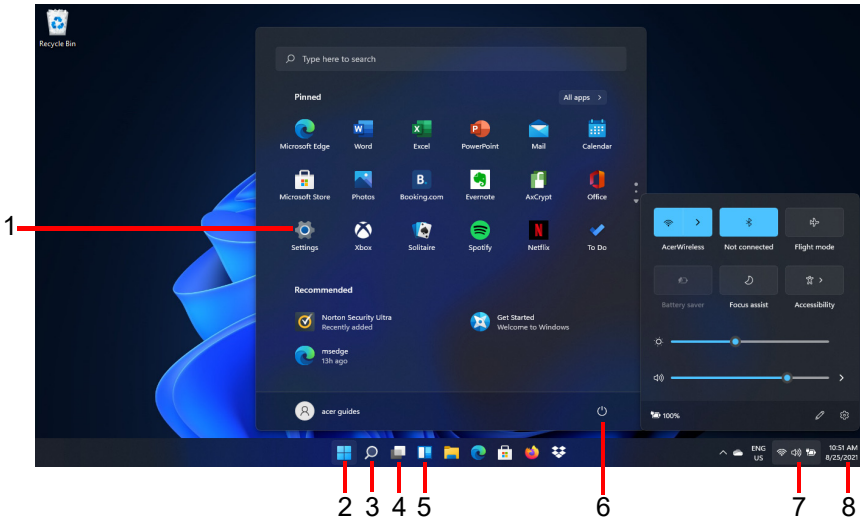 Recycle Bin
Type here to search
Pinned
All apps >
Microsoft Edge
Word
Excel
PowerPoint
Mail
Calendar
Microsoft Store
Photos
Booking.com
Evernote
AxCrypt
Office
Settings
Xbox
Solitaire
Spotify
Netflix
To Do
Recommended
Norton Security Ultra
Recently added
Get Started
Welcome to Windows
msedge
13h ago
acer guides
AcerWireless
Not connected
Flight mode
Battery saver
Focus assist
Accessibility
100%
ENG
US
10:51 AM
8/25/2021
1
2 3 4 5 6 7 8